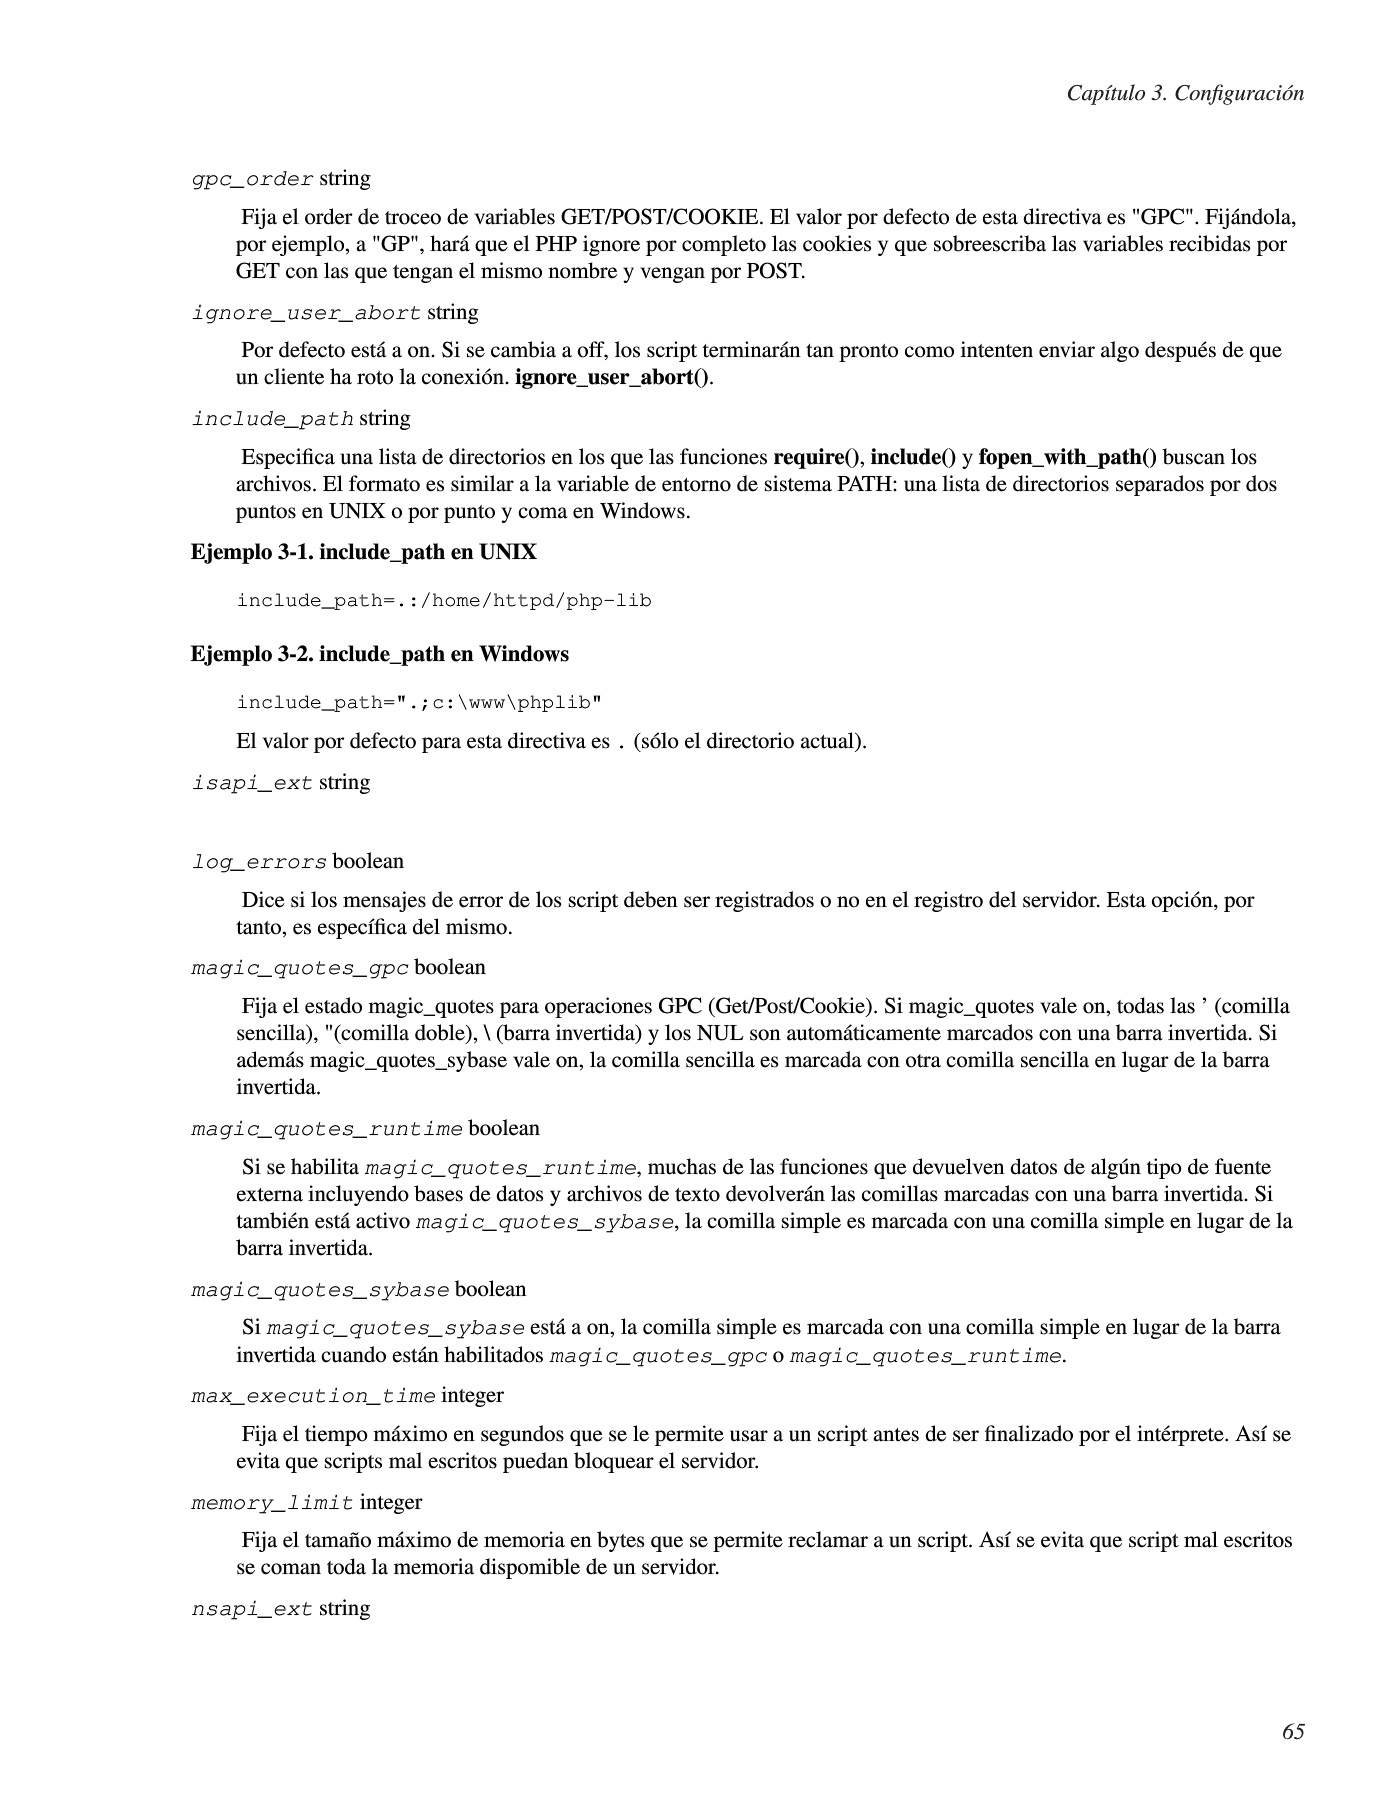 Capítulo 3. Configuración
gpc_order string
Fija el order de troceo de variables GET/POST/COOKIE. El valor por defecto de esta directiva es "GPC". Fijándola,
por ejemplo, a "GP", hará que el PHP ignore por completo las cookies y que sobreescriba las variables recibidas por
GET con las que tengan el mismo nombre y vengan por POST.
ignore_user_abort string
Por defecto está a on. Si se cambia a off, los script terminarán tan pronto como intenten enviar algo después de que
un cliente ha roto la conexión. ignore_user_abort().
include_path string
Especifica una lista de directorios en los que las funciones require(), include() y fopen_with_path() buscan los
archivos. El formato es similar a la variable de entorno de sistema PATH: una lista de directorios separados por dos
puntos en UNIX o por punto y coma en Windows.
Ejemplo 3-1. include_path en UNIX
include_path=.:/home/httpd/php-lib
Ejemplo 3-2. include_path en Windows
include_path=".;c:\www\phplib"
El valor por defecto para esta directiva es . (sólo el directorio actual).
isapi_ext string
log_errors boolean
Dice si los mensajes de error de los script deben ser registrados o no en el registro del servidor. Esta opción, por
tanto, es específica del mismo.
magic_quotes_gpc boolean
Fija el estado magic_quotes para operaciones GPC (Get/Post/Cookie). Si magic_quotes vale on, todas las ’ (comilla
sencilla), "(comilla doble), \ (barra invertida) y los NUL son automáticamente marcados con una barra invertida. Si
además magic_quotes_sybase vale on, la comilla sencilla es marcada con otra comilla sencilla en lugar de la barra
invertida.
magic_quotes_runtime boolean
Si se habilita magic_quotes_runtime, muchas de las funciones que devuelven datos de algún tipo de fuente
externa incluyendo bases de datos y archivos de texto devolverán las comillas marcadas con una barra invertida. Si
también está activo magic_quotes_sybase, la comilla simple es marcada con una comilla simple en lugar de la
barra invertida.
magic_quotes_sybase boolean
Si magic_quotes_sybase está a on, la comilla simple es marcada con una comilla simple en lugar de la barra
invertida cuando están habilitados magic_quotes_gpc o magic_quotes_runtime.
max_execution_time integer
Fija el tiempo máximo en segundos que se le permite usar a un script antes de ser finalizado por el intérprete. Así se
evita que scripts mal escritos puedan bloquear el servidor.
memory_limit integer
Fija el tamaño máximo de memoria en bytes que se permite reclamar a un script. Así se evita que script mal escritos
se coman toda la memoria dispomible de un servidor.
nsapi_ext string
65